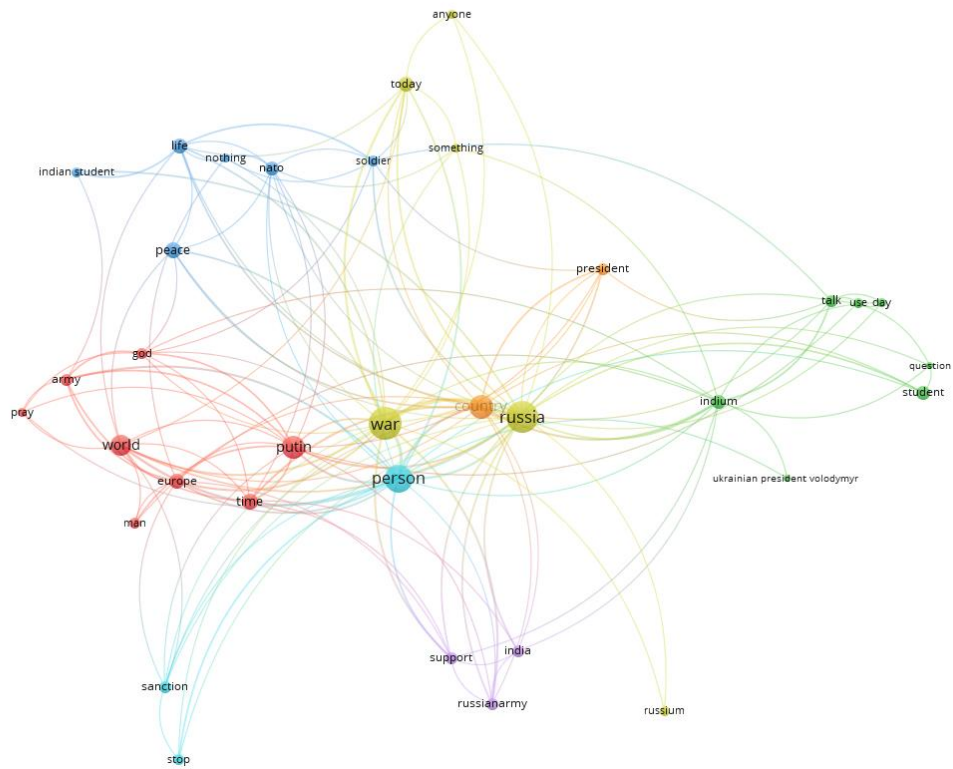 anyone
today
life
nothing
nato
soldier
something
indian student
peace
president
talk
use day
god
army
pray
country
russia
war
indium
question
student
world
putin
person
europe
time
man
ukrainian president volodymyr
support
india
sanction
russianarmy
russium
stop